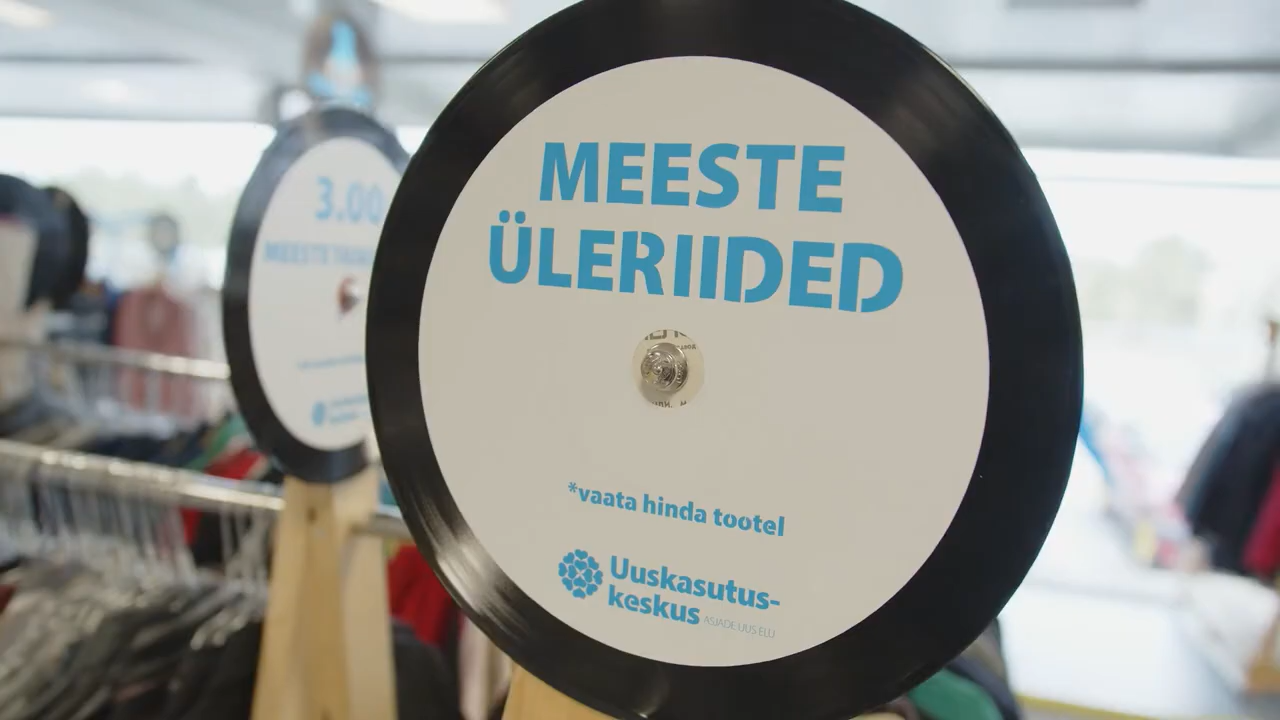 MEESTE
ÜLERIIDED
*vaata hinda tootel
Uuskasutus-
keskus ASJADE UUS ELU
3.00
MEESTE